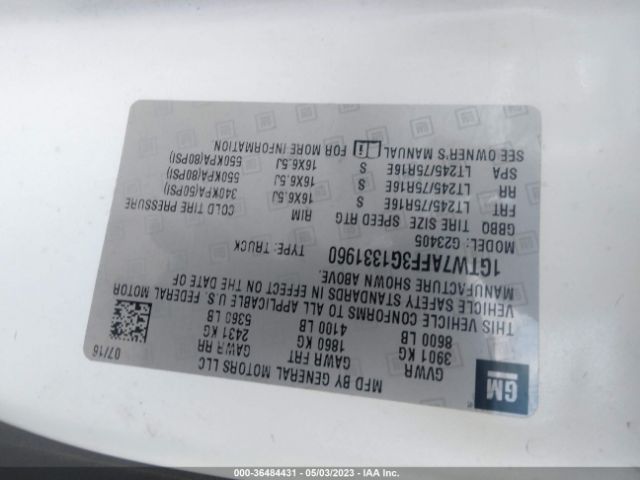 GM
MFD BY GENERAL MOTORS LLC
07/16
GVWR GAWR FRT GAWR RR
3901 KG 1860 KG 2431 KG
8600 LB 4100 LB 5363 LB
THIS VEHICLE CONFORMS TO ALL APPLICABLE U.S. FEDERAL MOTOR
VEHICLE SAFETY STANDARDS IN EFFECT ON THE DATE OF
MANUFACTURE SHOWN ABOVE.
1GTW7AFF3G1331960 TYPE: TRUCK
MODEL: G23405
GBBQ TIRE SIZE SPEED RTG RIM COLD TIRE PRESSURE
FRT LT245/75R16E S 16X6.5J 340KPA(50PSI)
RR LT245/75R16E S 16X6.5J 550KPA(80PSI)
SPA LT245/75R16E S 16X6.5J 550KPA(80PSI)
SEE OWNER'S MANUAL FOR MORE INFORMATION
000-36484431 - 05/03/2023 - IAA Inc.